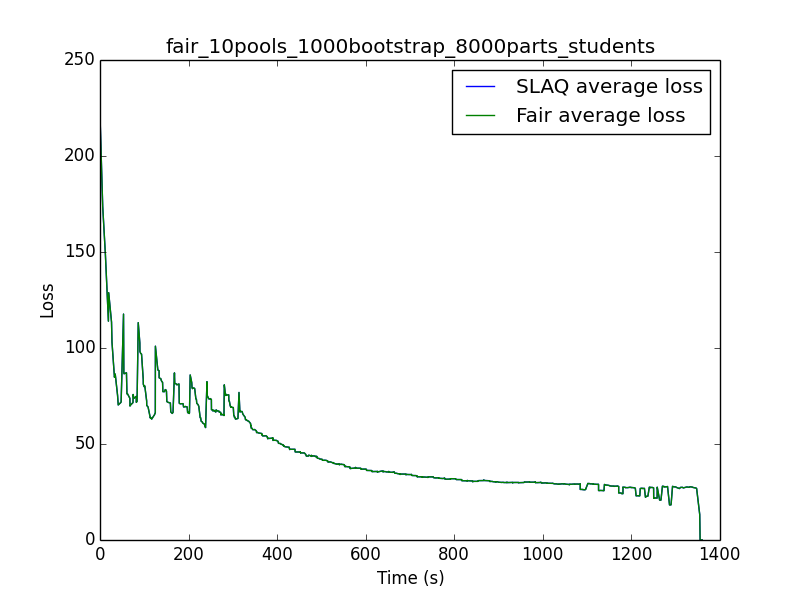 fair_10pools_1000bootstrap_8000parts_students
250
200
150
100
50
0
Loss
SLAQ average loss
Fair average loss
0 200 400 600 800 1000 1200 1400
Time (s)